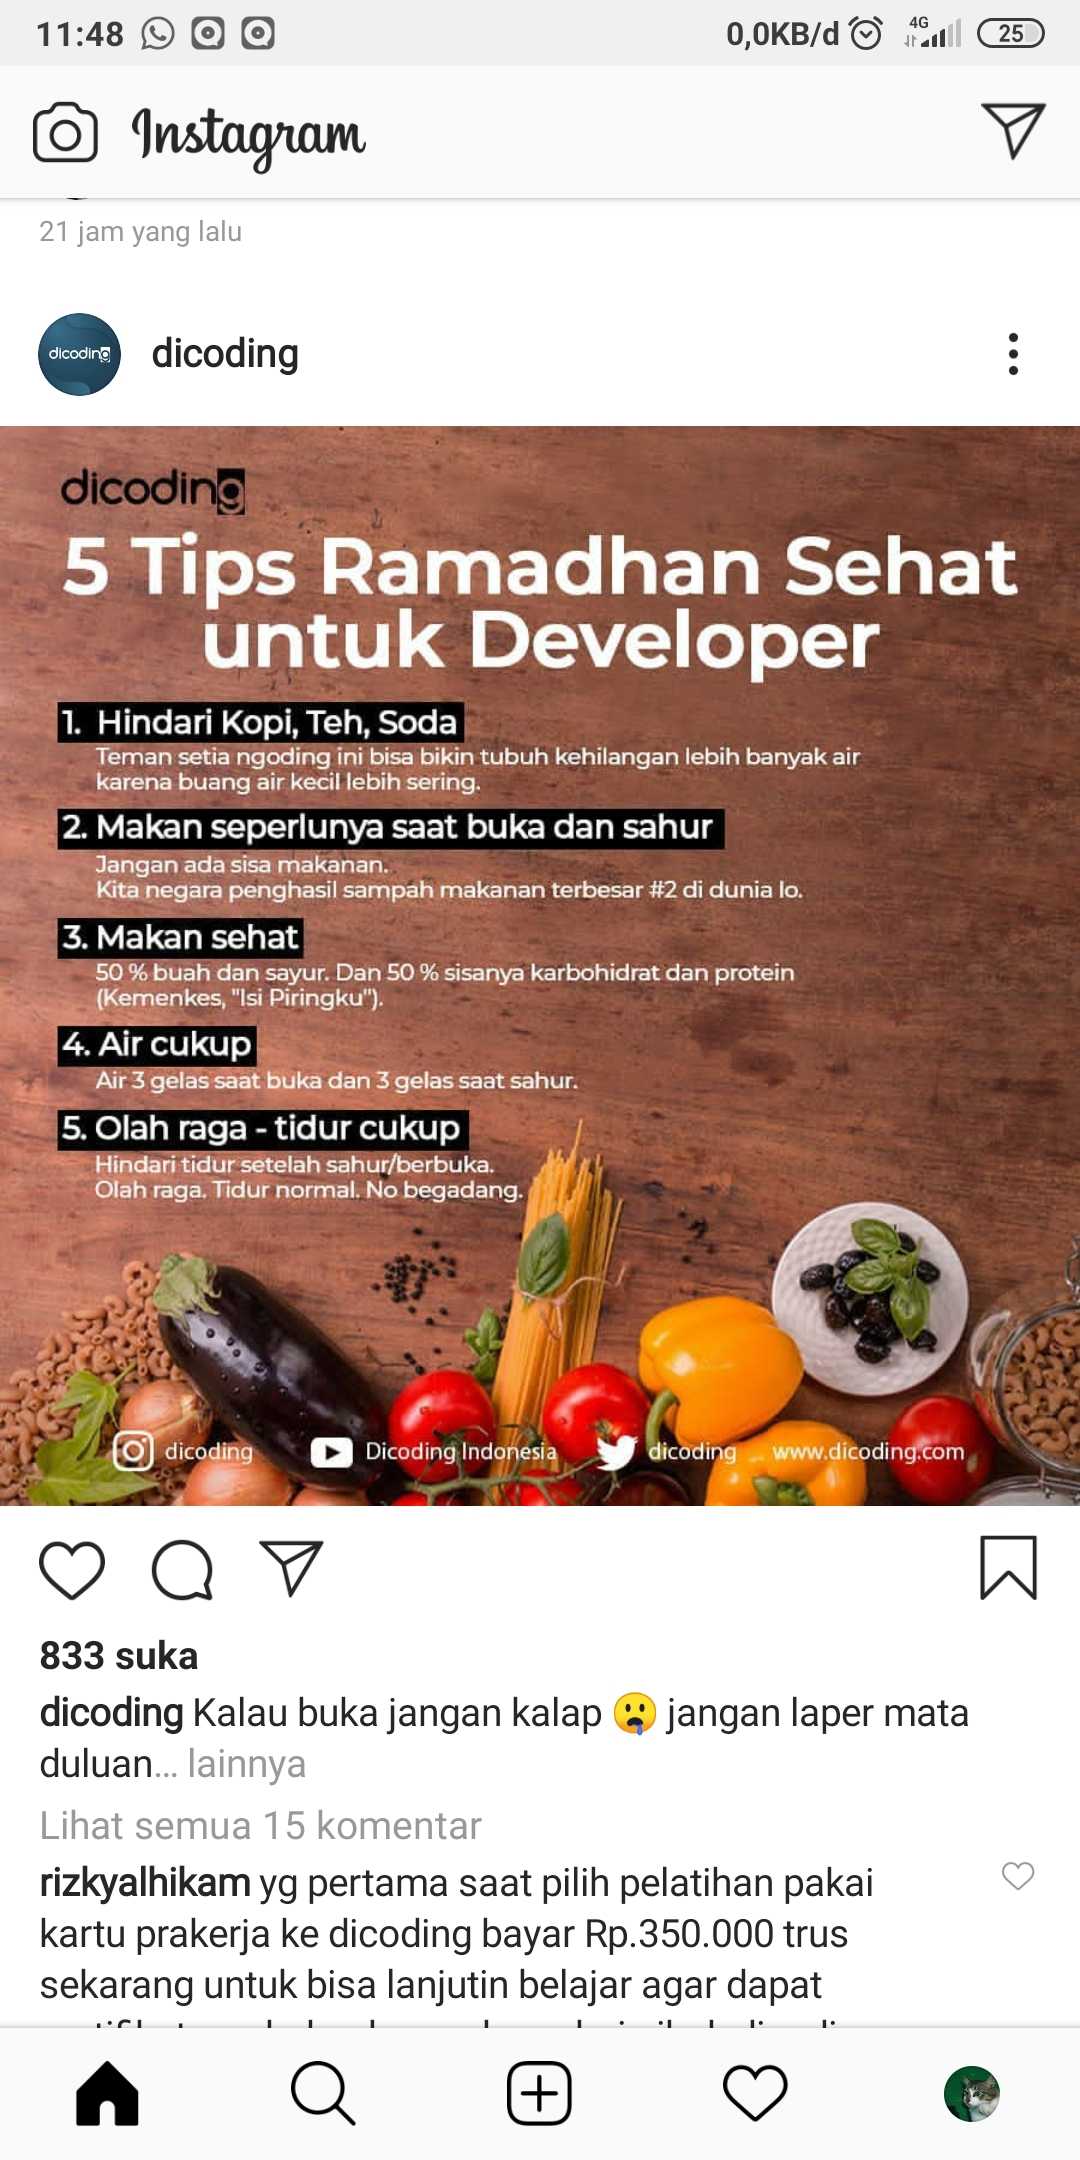 11:48 0,0KB/d 4G 25
Instagram
21 jam yang lalu
dicoding dicoding
dicoding
5 Tips Ramadhan Sehat
untuk Developer
1. Hindari Kopi, Teh, Soda
Teman setia ngoding ini bisa bikin tubuh kehilangan lebih banyak air
karena buang air kecil lebih sering.
2. Makan seperlunya saat buka dan sahur
Jangan ada sisa makanan.
Kita negara penghasil sampah makanan terbesar #2 di dunia lo.
3. Makan sehat
50 % buah dan sayur. Dan 50 % sisanya karbohidrat dan protein
(Kemenkes, "Isi Piringku").
4. Air cukup
Air 3 gelas saat buka dan 3 gelas saat sahur.
5. Olah raga - tidur cukup
Hindari tidur setelah sahur/berbuka.
Olah raga. Tidur normal. No begadang.
dicoding Dicoding Indonesia dicoding www.dicoding.com
833 suka
dicoding Kalau buka jangan kalap 🤤 jangan laper mata
duluan... lainnya
Lihat semua 15 komentar
rizkyalhikam yg pertama saat pilih pelatihan pakai
kartu prakerja ke dicoding bayar Rp.350.000 trus
sekarang untuk bisa lanjutin belajar agar dapat